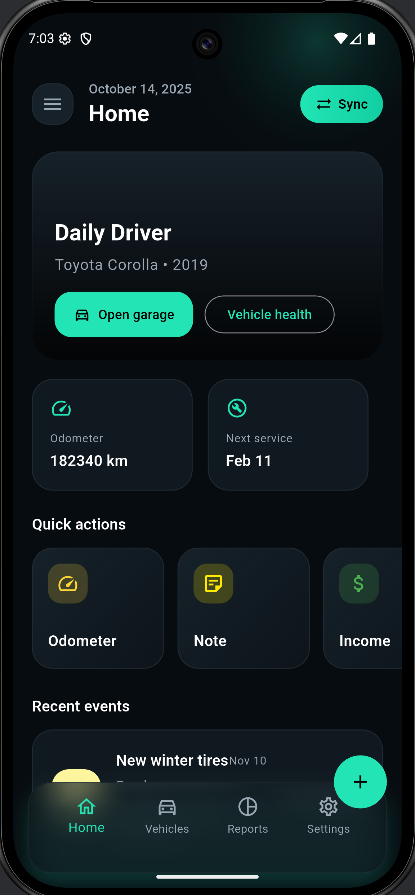 7:03
October 14, 2025
Home
Sync
Daily Driver
Toyota Corolla • 2019
Open garage
Vehicle health
Odometer
182340 km
Next service
Feb 11
Quick actions
Odometer
Note
Income
Recent events
New winter tires Nov 10
Home
Vehicles
Reports
Settings